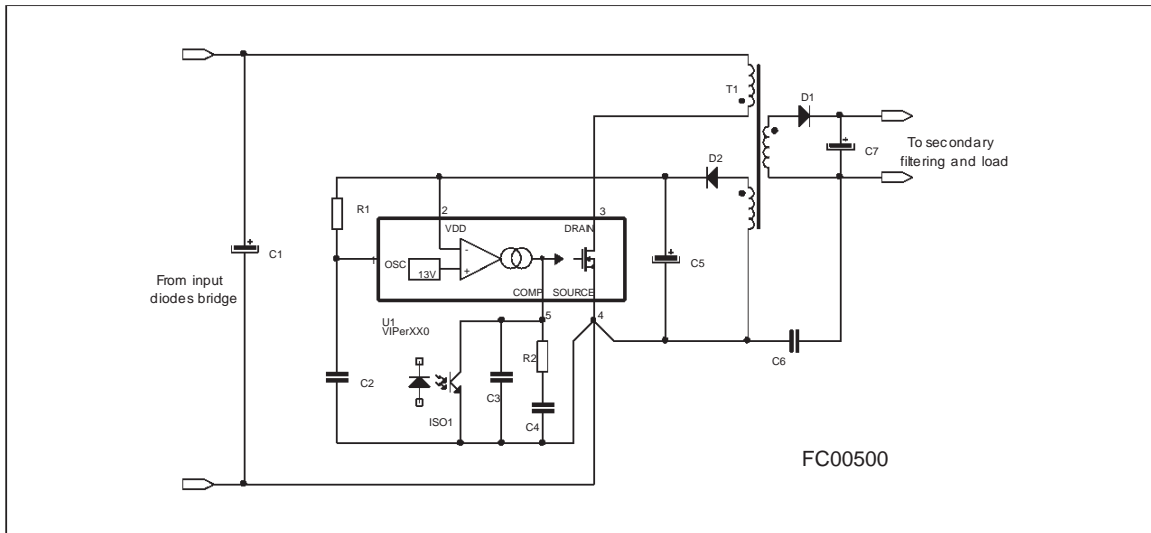 T1
D1
C7
To secondary
filtering and load
D2
R1
2
3
VDD
DRAIN
C1
1
OSC
-
13V
+
C5
From input
diodes bridge
COMP
SOURCE
U1
VIPerXX0
5
4
R2
C6
C2
C3
ISO1
C4
FC00500